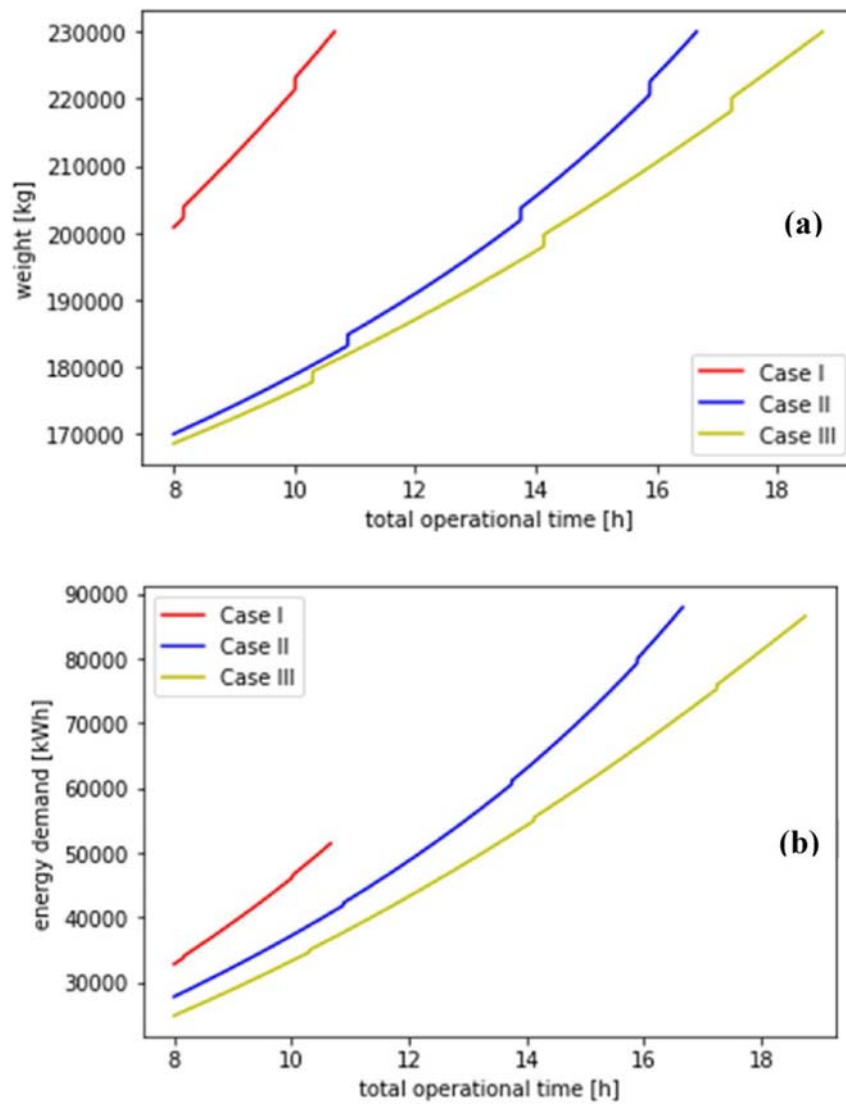 230000
220000
210000
200000
190000
180000
170000
weight [kg]
(a)
Case I
Case II
Case III
8 10 12 14 16 18
total operational time [h]
90000
80000
70000
60000
50000
40000
30000
energy demand [kWh]
Case I
Case II
Case III
(b)
8 10 12 14 16 18
total operational time [h]